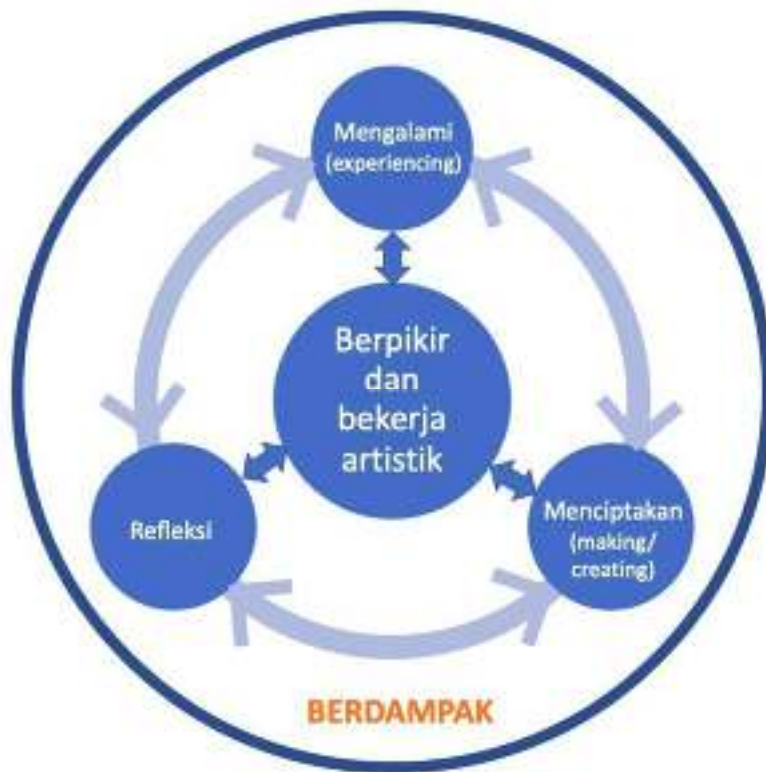 Mengalami
(experiencing)
Berpikir
dan
bekerja
artistik
Refleksi
Menciptakan
(making/
creating)
BERDAMPAK